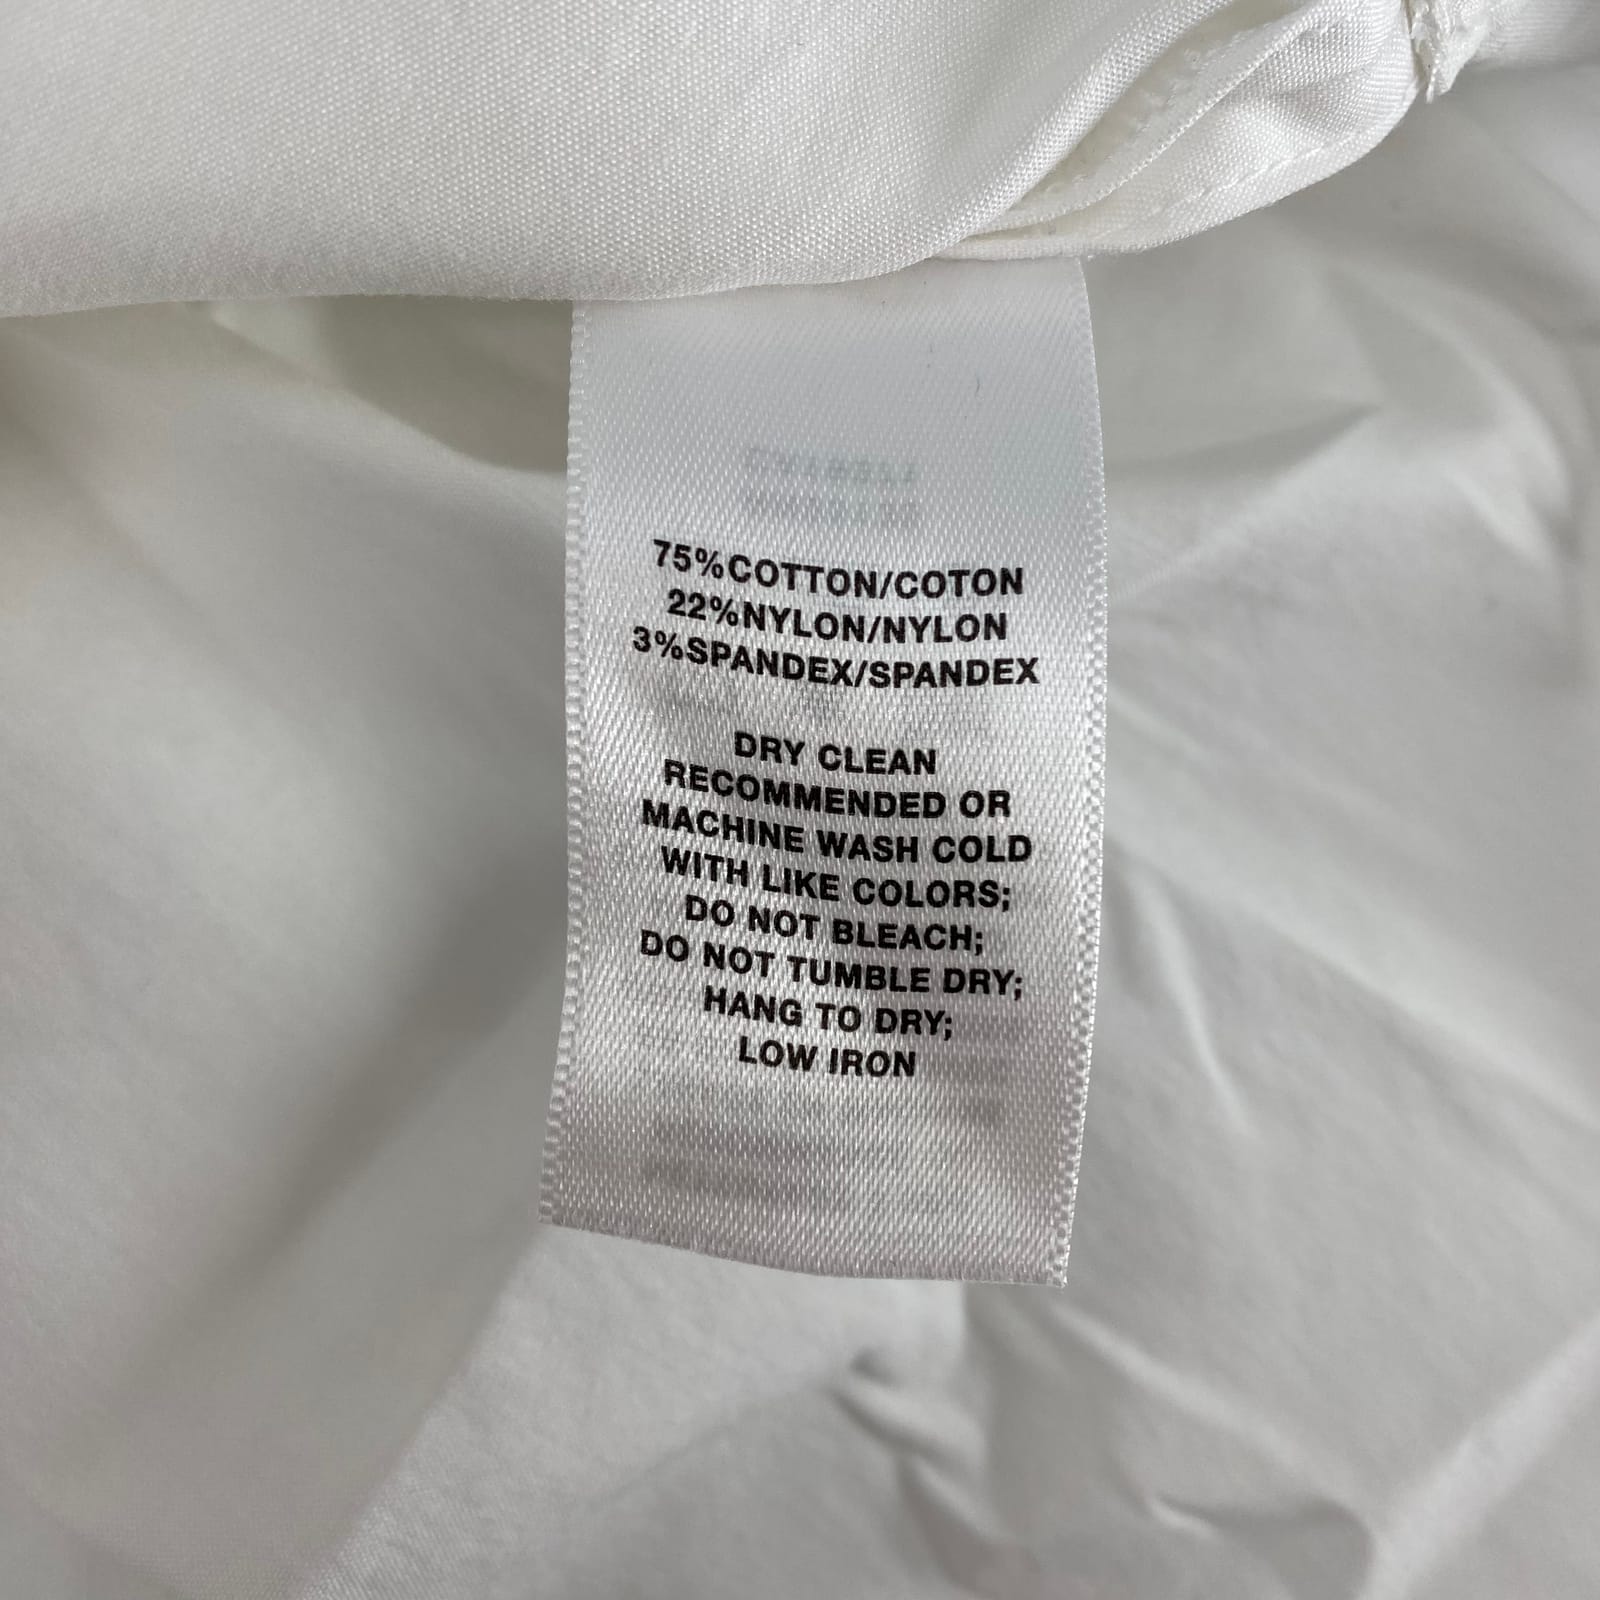 75%COTTON/COTON
22%NYLON/NYLON
3%SPANDEX/SPANDEX
DRY CLEAN
RECOMMENDED OR
MACHINE WASH COLD
WITH LIKE COLORS;
DO NOT BLEACH;
DO NOT TUMBLE DRY;
HANG TO DRY;
LOW IRON